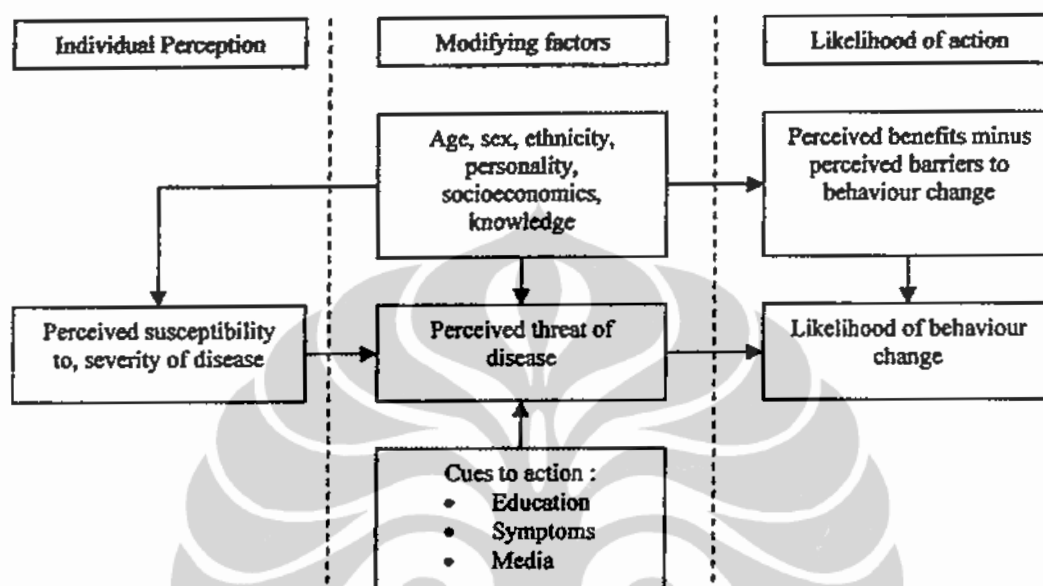 Individual Perception
Modifying factors
Likelihood of action
Age, sex, ethnicity,
personality,
socioeconomics,
knowledge
Perceived benefits minus
perceived barriers to
behaviour change
Perceived susceptibility
to, severity of disease
Perceived threat of
disease
Likelihood of behaviour
change
Cues to action :
• Education
• Symptoms
• Media